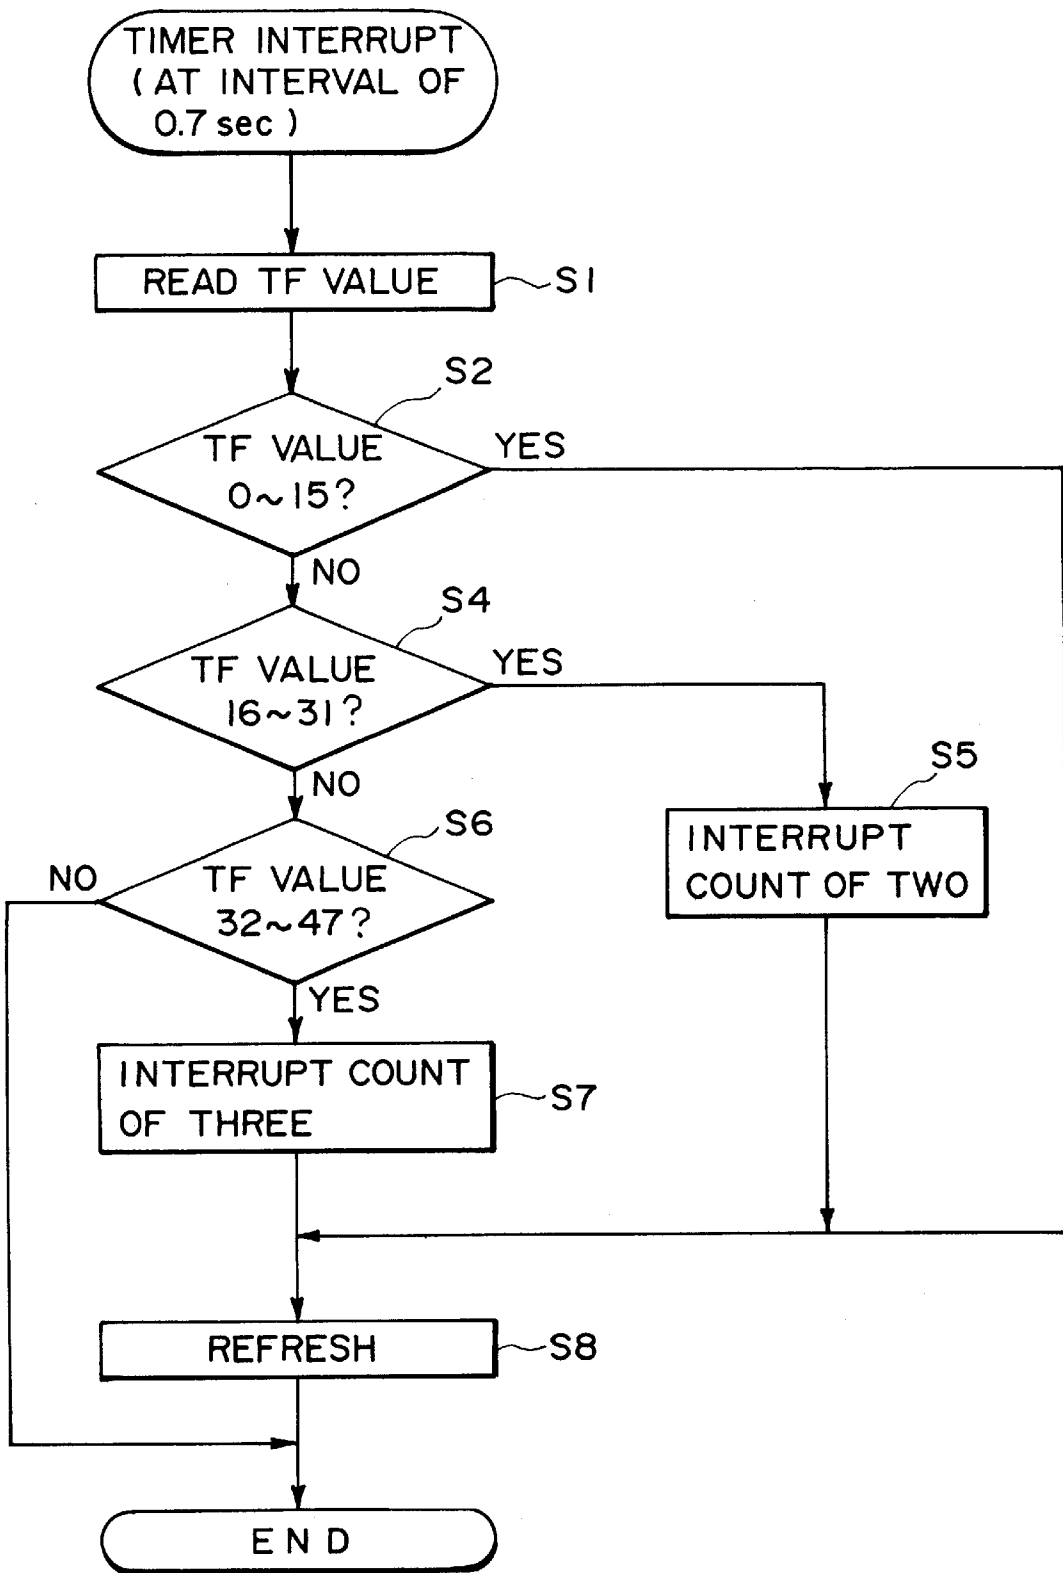 TIMER INTERRUPT
(AT INTERVAL OF
0.7 sec)
READ TF VALUE
S1
S2
TF VALUE
0~15?
YES
NO
S4
TF VALUE
16~31?
YES
NO
S5
INTERRUPT
COUNT OF TWO
S6
TF VALUE
32~47?
NO
YES
INTERRUPT COUNT
OF THREE
S7
REFRESH
S8
END